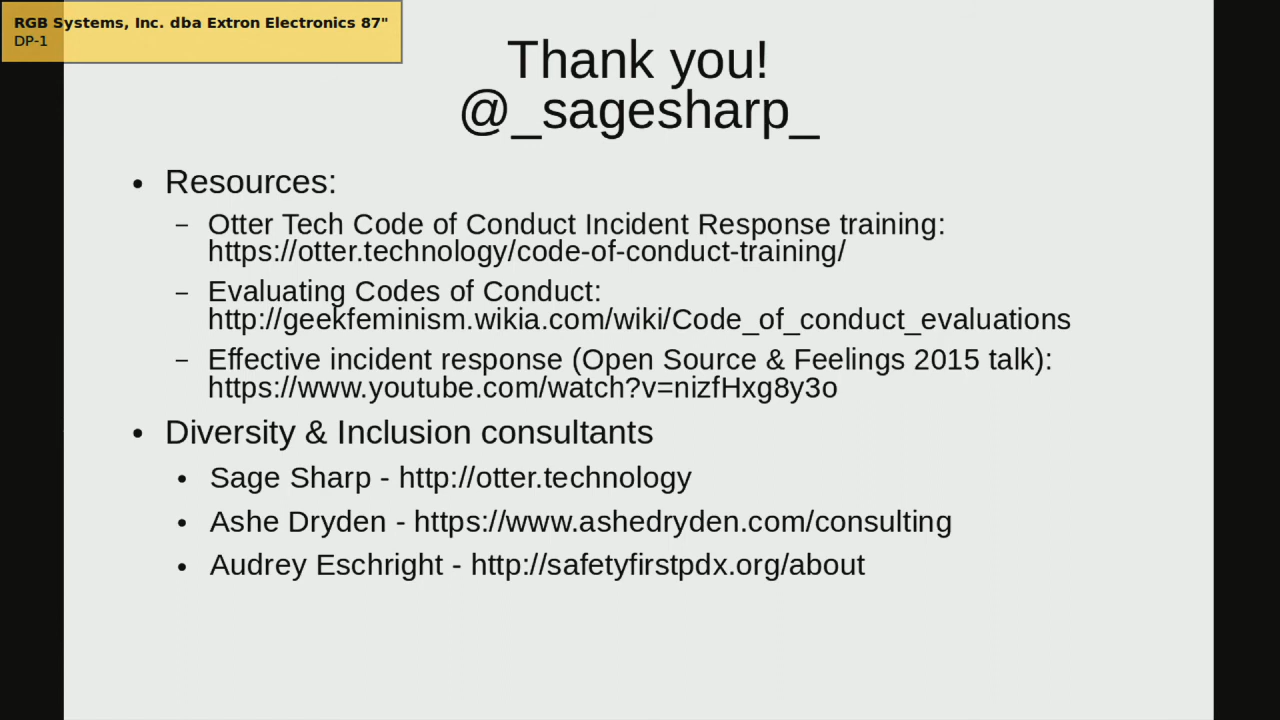 RGB Systems, Inc. dba Extron Electronics 87"
DP-1
Thank you!
@_sagesharp_
• Resources:
– Otter Tech Code of Conduct Incident Response training:
https://otter.technology/code-of-conduct-training/
– Evaluating Codes of Conduct:
http://geekfeminism.wikia.com/wiki/Code_of_conduct_evaluations
– Effective incident response (Open Source & Feelings 2015 talk):
https://www.youtube.com/watch?v=nizfHxg8y3o
• Diversity & Inclusion consultants
• Sage Sharp - http://otter.technology
• Ashe Dryden - https://www.ashedryden.com/consulting
• Audrey Eschright - http://safetyfirstpdx.org/about